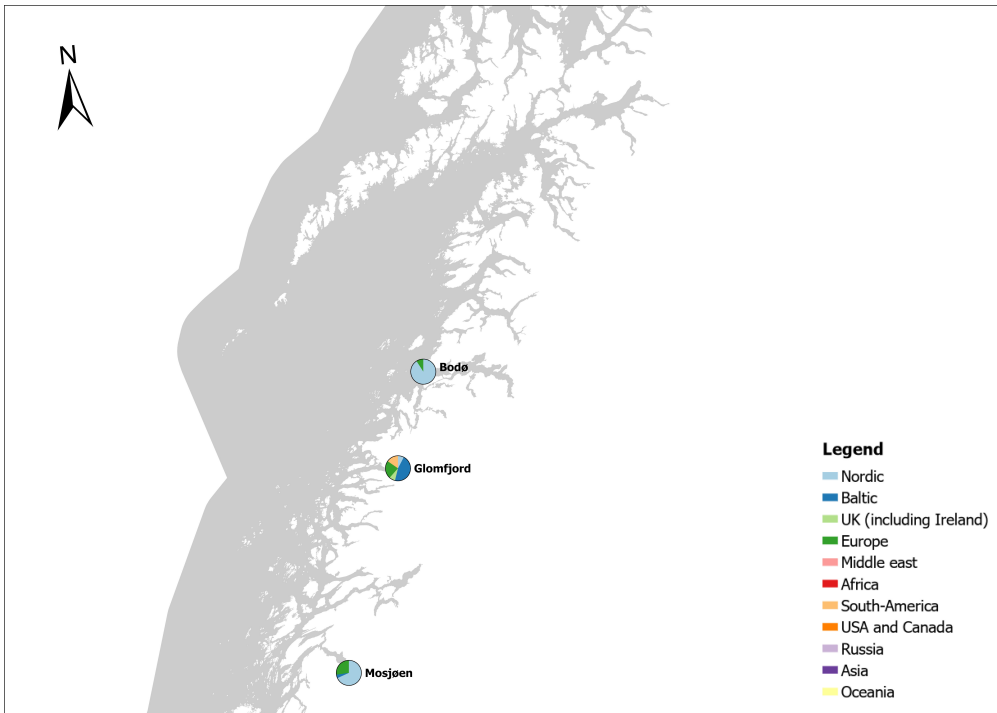 N
Bodø
Glomfjord
Mosjøen
Legend
Nordic
Baltic
UK (including Ireland)
Europe
Middle east
Africa
South-America
USA and Canada
Russia
Asia
Oceania